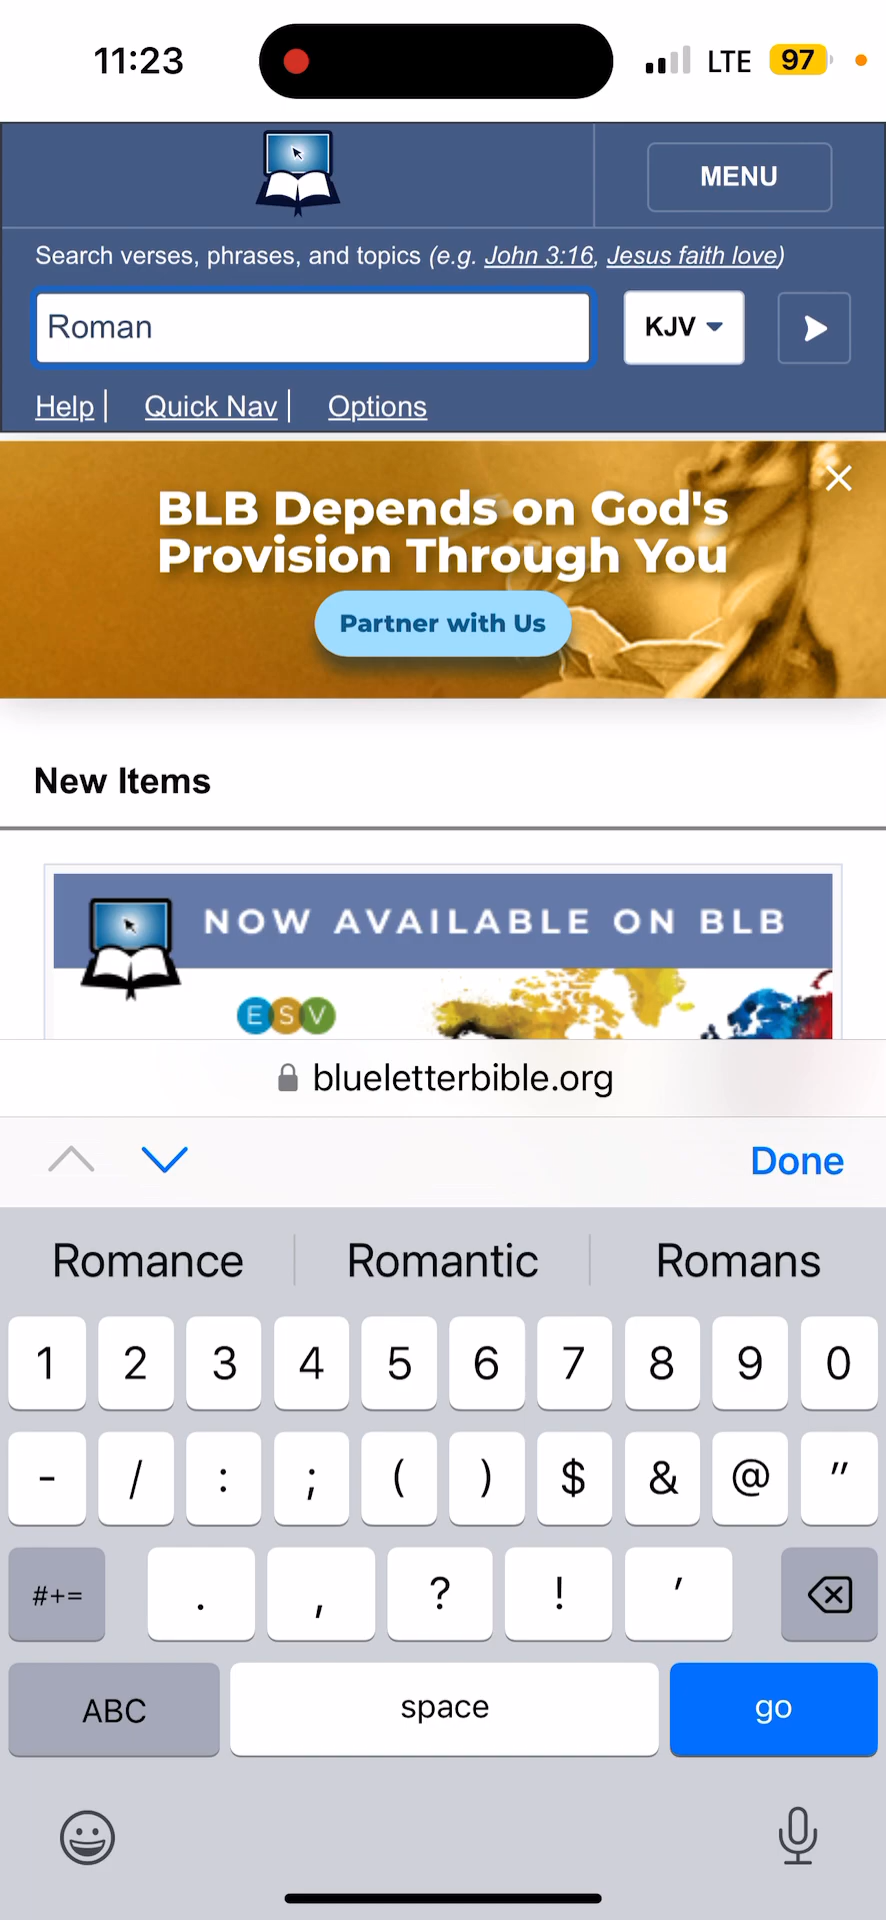 11:23 LTE 97
MENU
Search verses, phrases, and topics (e.g. John 3:16, Jesus faith love)
Roman KJV
Help | Quick Nav | Options
BLB Depends on God's
Provision Through You
Partner with Us
New Items
NOW AVAILABLE ON BLB
ESV
blueletterbible.org
Done
Romance Romantic Romans
1 2 3 4 5 6 7 8 9 0
- / : ; ( ) $ & @ "
#+= . , ? ! '
ABC space go